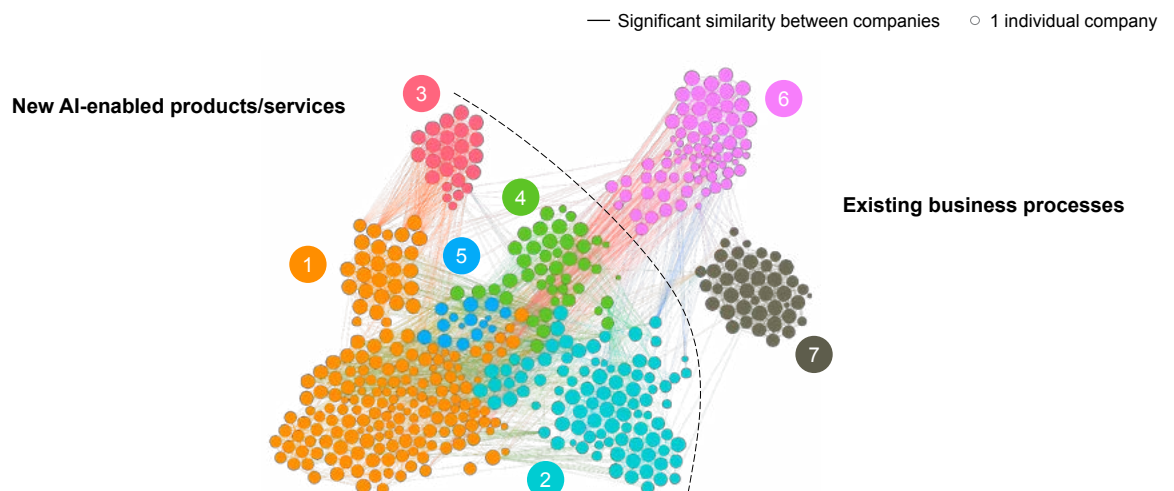 Significant similarity between companies
1 individual company
3
6
New AI-enabled products/services
4
Existing business processes
5
1
7
2